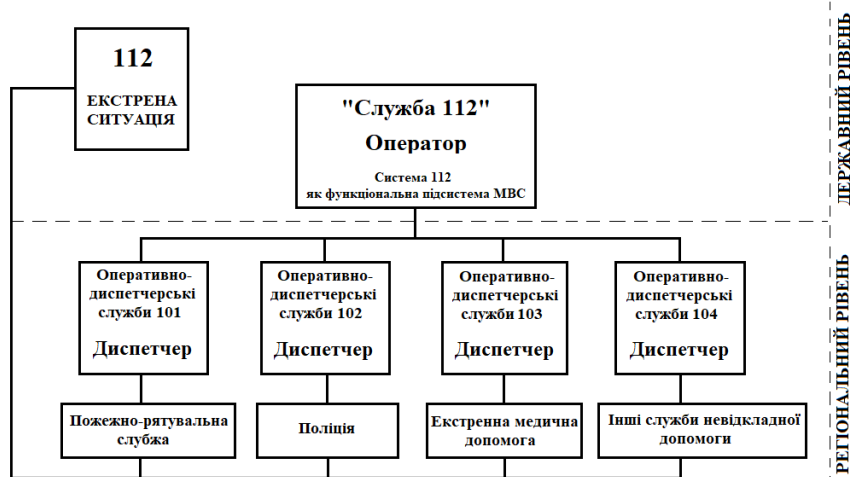 112
ЕКСТРЕНА
СИТУАЦІЯ
"Служба 112"
Оператор
Система 112
як функціональна підсистема МВС
ДЕРЖАВНИЙ РІВЕНЬ
Оперативно-
диспетчерські
служби 101
Диспетчер
Оперативно-
диспетчерські
служби 102
Диспетчер
Оперативно-
диспетчерські
служби 103
Диспетчер
Оперативно-
диспетчерські
служби 104
Диспетчер
Пожежно-рятувальна
слубжа
Поліція
Екстренна медична
допомога
Інші служби невідкладної
допомоги
РЕГІОНАЛЬНИЙ РІВЕНЬ